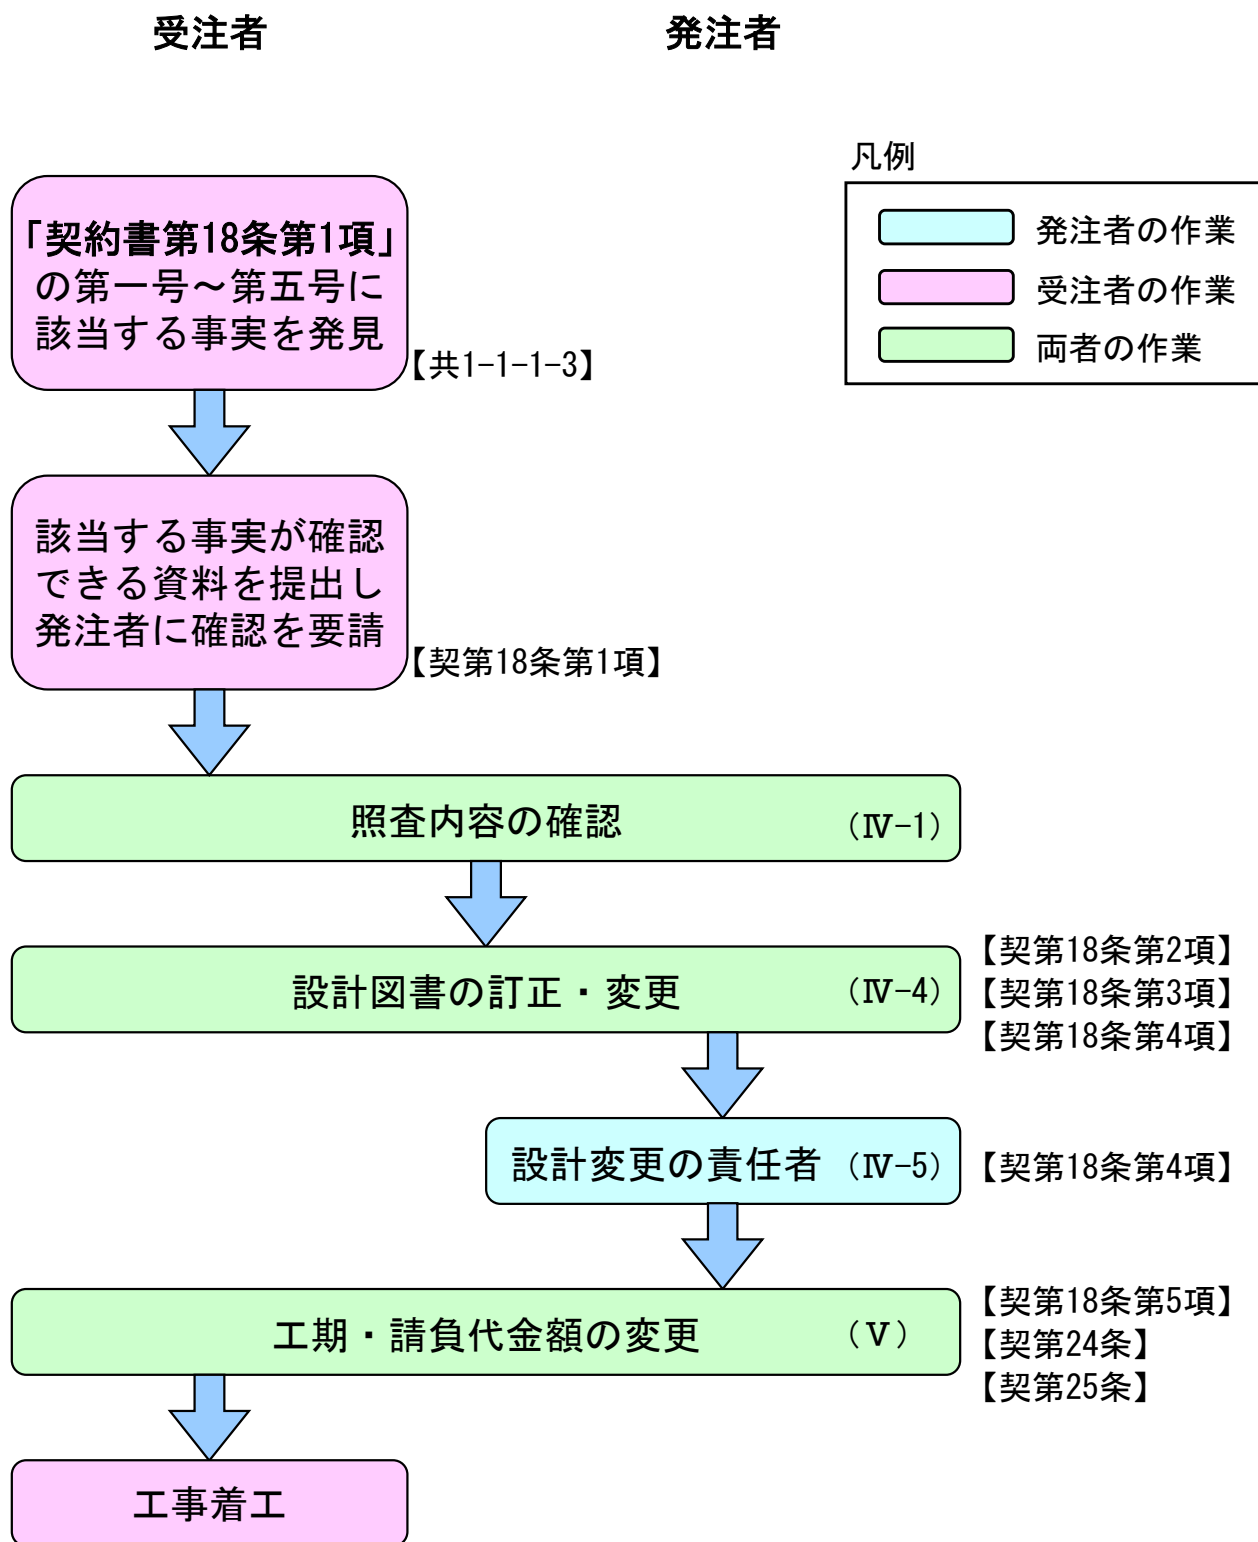 受注者
発注者
凡例
発注者の作業
受注者の作業
両者の作業
「契約書第18条第1項」
の第一号～第五号に
該当する事実を発見
【共1-1-1-3】
該当する事実が確認
できる資料を提出し
発注者に確認を要請
【契第18条第1項】
照査内容の確認 （Ⅳ-1）
設計図書の訂正・変更 （Ⅳ-4）
【契第18条第2項】
【契第18条第3項】
【契第18条第4項】
設計変更の責任者 （Ⅳ-5）
【契第18条第4項】
工期・請負代金額の変更 （Ⅴ）
【契第18条第5項】
【契第24条】
【契第25条】
工事着工